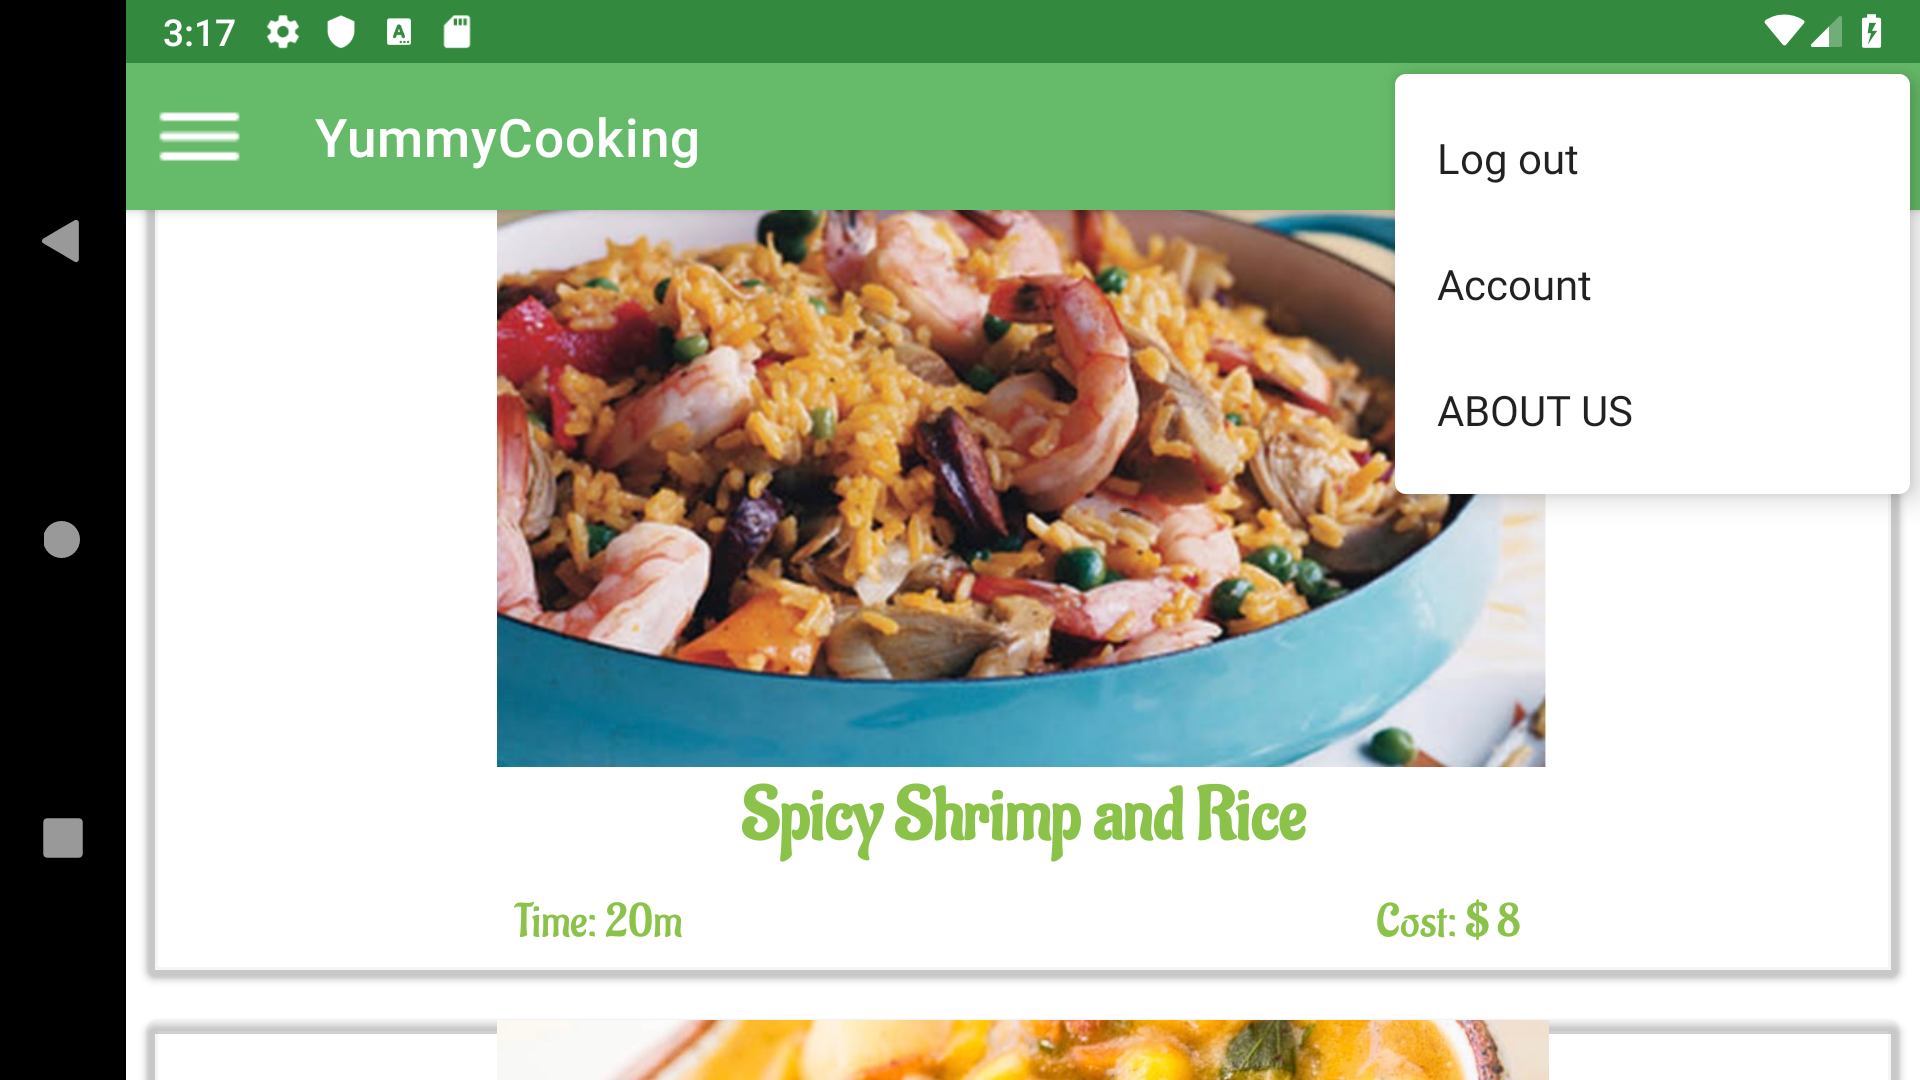 3:17
YummyCooking
Log out
Account
ABOUT US
Spicy Shrimp and Rice
Time: 20m
Cost: $ 8